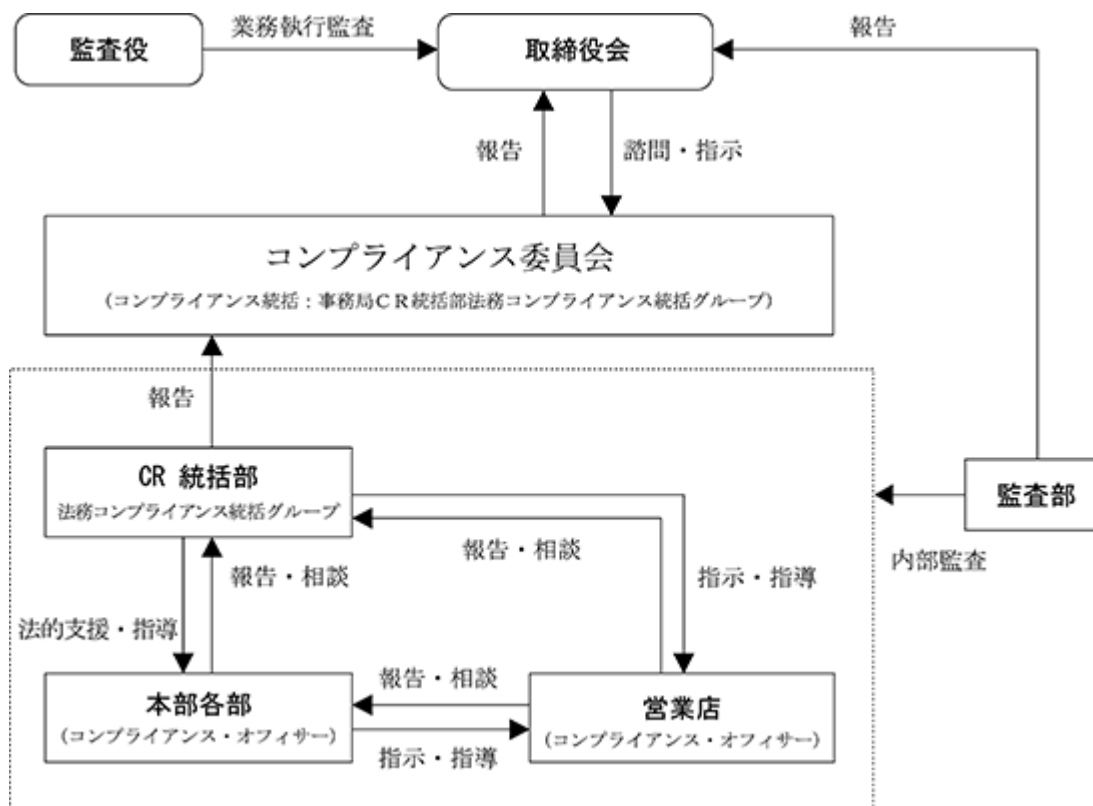 監査役
業務執行監査
取締役会
報告
報告
諮問・指示
コンプライアンス委員会
（コンプライアンス統括：事務局ＣＲ統括部法務コンプライアンス統括グループ）
報告
CR 統括部
法務コンプライアンス統括グループ
監査部
報告・相談
報告・相談
指示・指導
内部監査
法的支援・指導
報告・相談
本部各部
（コンプライアンス・オフィサー）
営業店
（コンプライアンス・オフィサー）
指示・指導